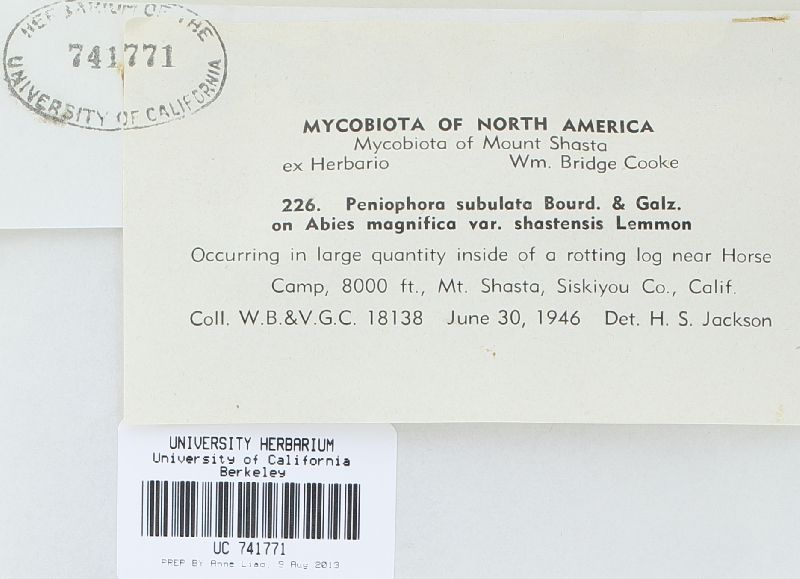 HERBARIUM OF THE
741771
UNIVERSITY OF CALIFORNIA
MYCOBIOTA OF NORTH AMERICA
Mycobiota of Mount Shasta
ex Herbario Wm. Bridge Cooke
226. Peniophora subulata Bourd. & Galz.
on Abies magnifica var. shastensis Lemmon
Occurring in large quantity inside of a rotting log near Horse
Camp, 8000 ft., Mt. Shasta, Siskiyou Co., Calif.
Coll. W.B.&V.G.C. 18138 June 30, 1946 Det. H. S. Jackson
UNIVERSITY HERBARIUM
University of California
Berkeley
UC 741771
PREP By Anne Liao, 9 Aug 2013